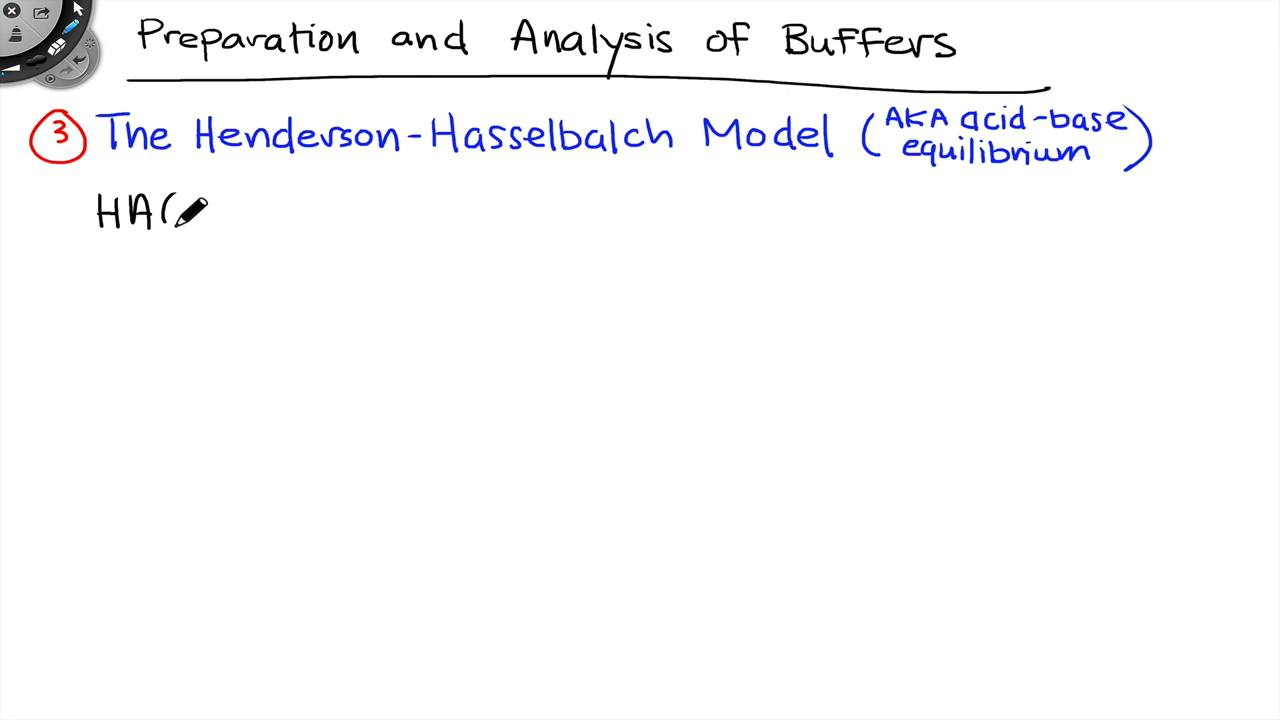 Preparation and Analysis of Buffers
3 The Henderson-Hasselbalch Model (AKA acid-base
equilibrium)
HA(